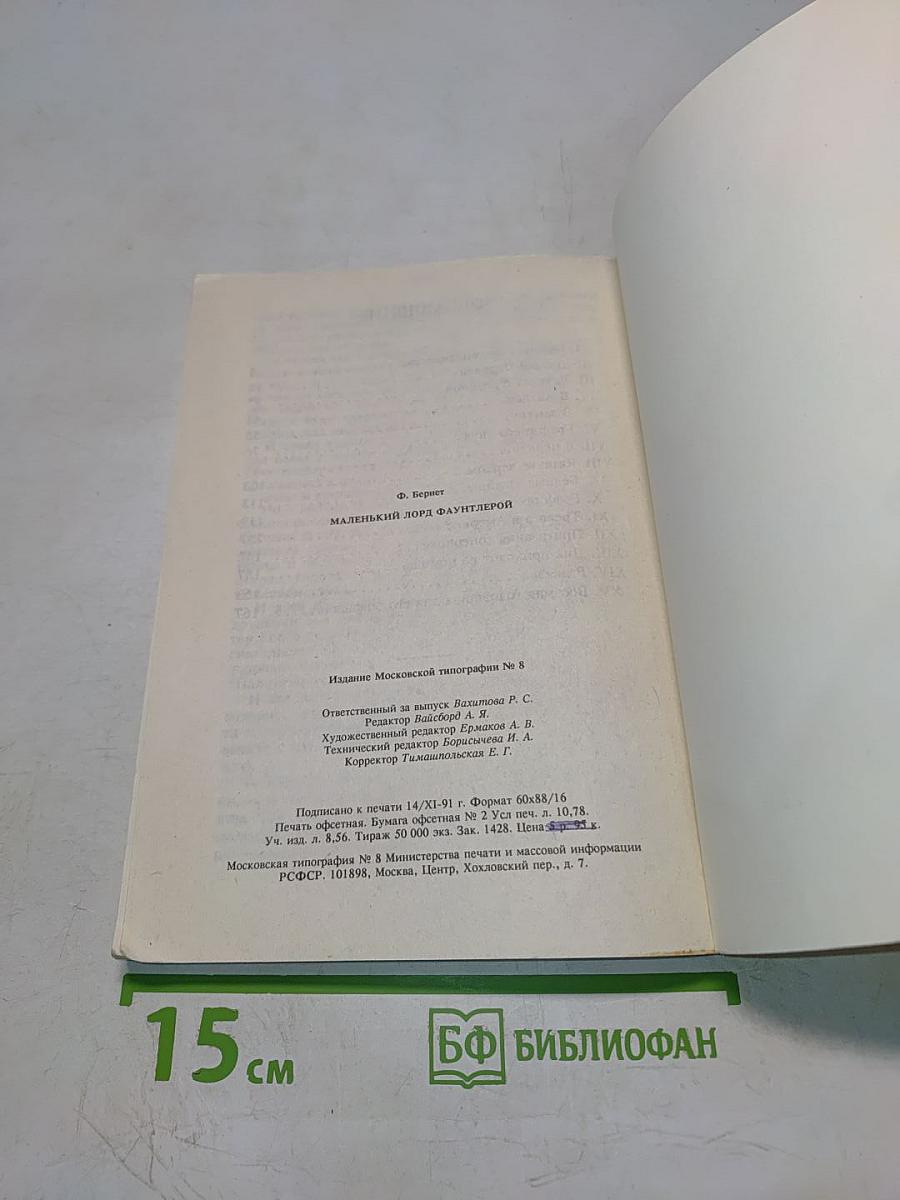 Ф. Бернет
МАЛЕНЬКИЙ ЛОРД ФАУНТЛЕРОЙ
Издание Московской типографии № 8
Ответственный за выпуск Вахитова Р. С.
Редактор Вайсборд А. Я.
Художественный редактор Ермаков А. В.
Технический редактор Борисычева И. А.
Корректор Тимашпольская Е. Г.
Подписано к печати 14/XI-91 г. Формат 60х88/16
Печать офсетная. Бумага офсетная № 2 Усл печ. л. 10,78.
Уч. изд. л. 8,56. Тираж 50 000 экз. Зак. 1428. Цена 5 р. 95 к.
Московская типография № 8 Министерства печати и массовой информации
РСФСР. 101898, Москва, Центр, Хохловский пер., д. 7.
15 см
БФ БИБЛИОФАН